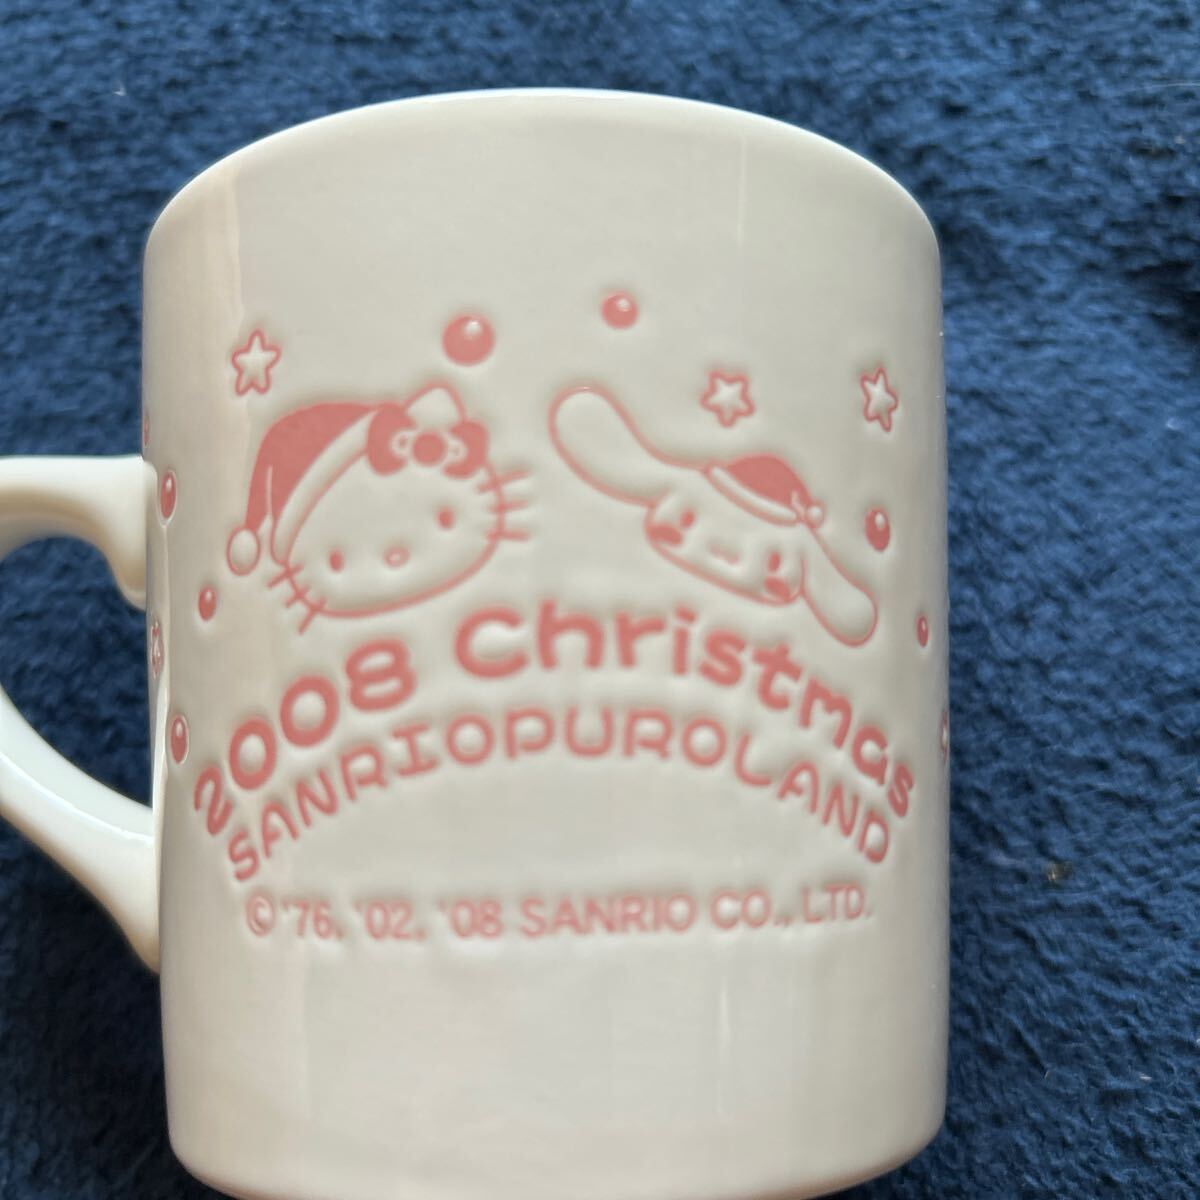 2008 Christmas
SANRIOPUROLAND
© '76, '02, '08 SANRIO CO., LTD.